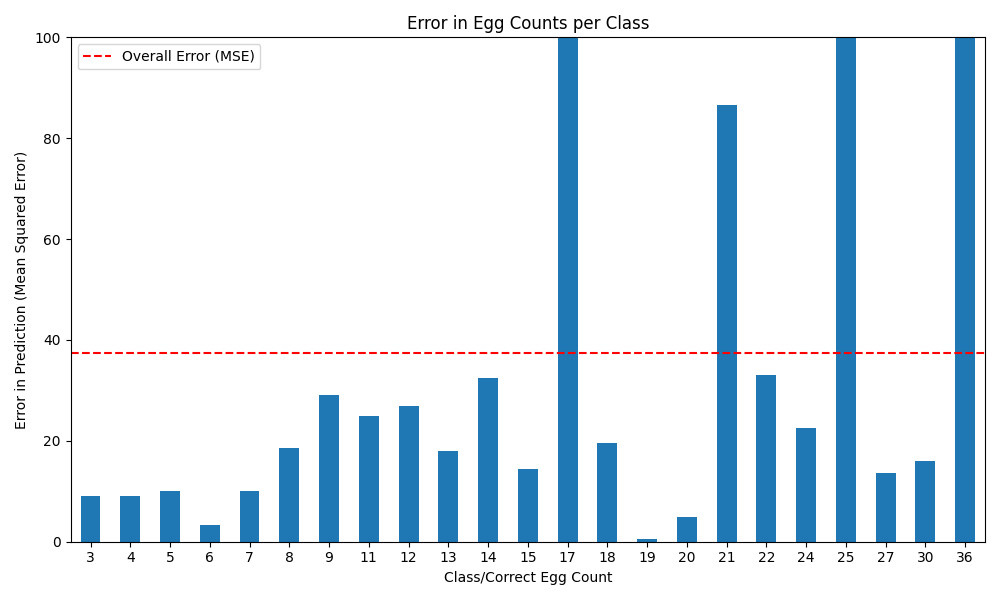 Error in Egg Counts per Class
Overall Error (MSE)
Error in Prediction (Mean Squared Error)
100
80
60
40
20
0
3 4 5 6 7 8 9 11 12 13 14 15 17 18 19 20 21 22 24 25 27 30 36
Class/Correct Egg Count